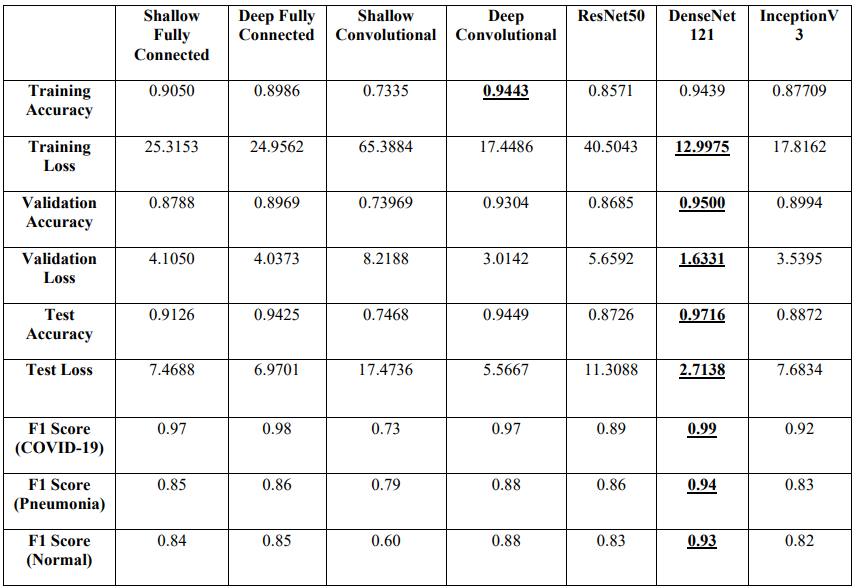 Shallow Fully Connected Deep Fully Connected Shallow Convolutional Deep Convolutional ResNet50 DenseNet 121 InceptionV 3
Training Accuracy 0.9050 0.8986 0.7335 0.9443 0.8571 0.9439 0.87709
Training Loss 25.3153 24.9562 65.3884 17.4486 40.5043 12.9975 17.8162
Validation Accuracy 0.8788 0.8969 0.73969 0.9304 0.8685 0.9500 0.8994
Validation Loss 4.1050 4.0373 8.2188 3.0142 5.6592 1.6331 3.5395
Test Accuracy 0.9126 0.9425 0.7468 0.9449 0.8726 0.9716 0.8872
Test Loss 7.4688 6.9701 17.4736 5.5667 11.3088 2.7138 7.6834
F1 Score (COVID-19) 0.97 0.98 0.73 0.97 0.89 0.99 0.92
F1 Score (Pneumonia) 0.85 0.86 0.79 0.88 0.86 0.94 0.83
F1 Score (Normal) 0.84 0.85 0.60 0.88 0.83 0.93 0.82